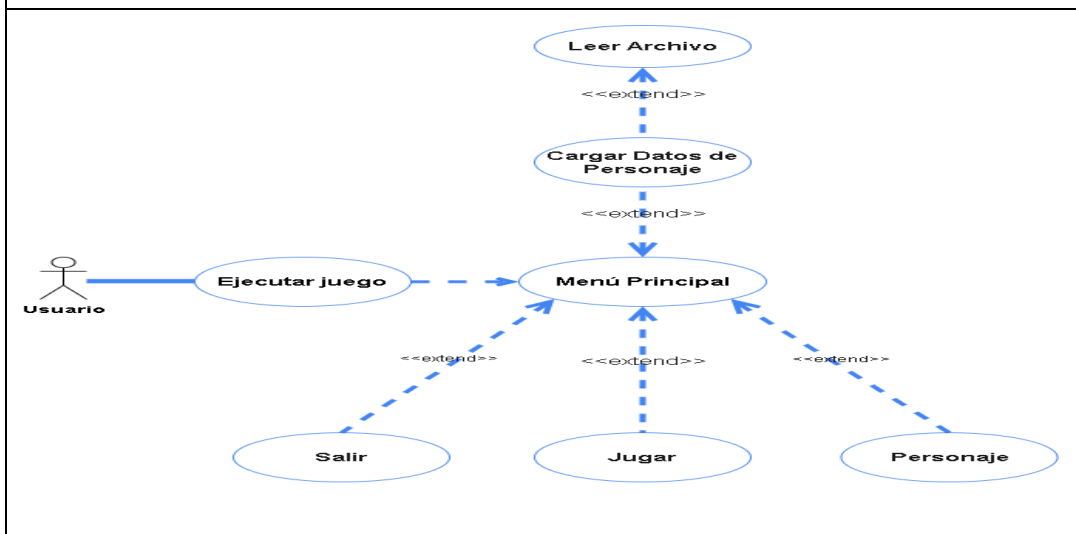 Leer Archivo
<<extend>>
Cargar Datos de
Personaje
<<extend>>
Usuario
Ejecutar juego
Menú Principal
<<extend>>
<<extend>>
<<extend>>
Salir
Jugar
Personaje